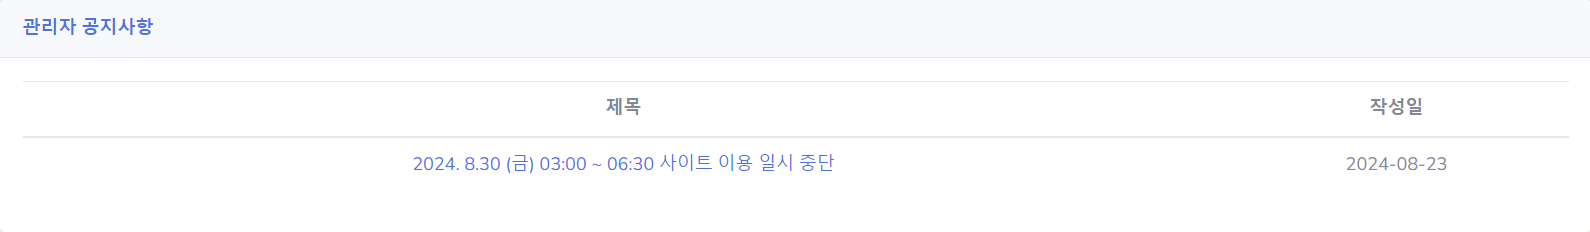 관리자 공지사항
제목 작성일
2024. 8.30 (금) 03:00 ~ 06:30 사이트 이용 일시 중단 2024-08-23